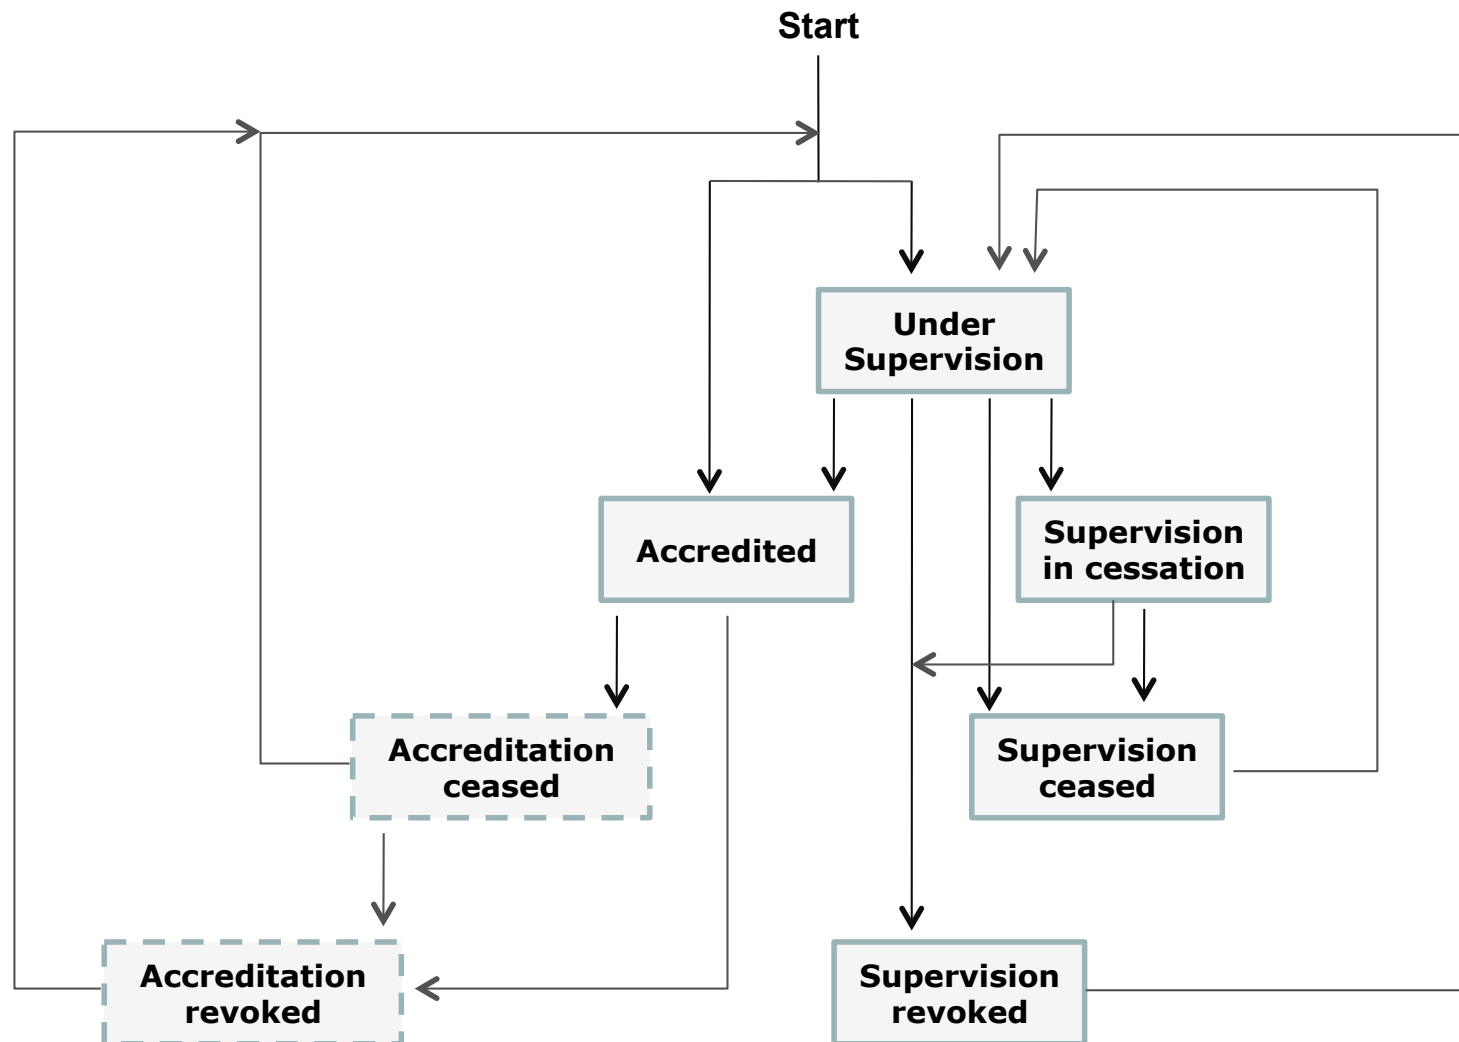 Start
Under
Supervision
Accredited
Supervision
in cessation
Accreditation
ceased
Supervision
ceased
Accreditation
revoked
Supervision
revoked